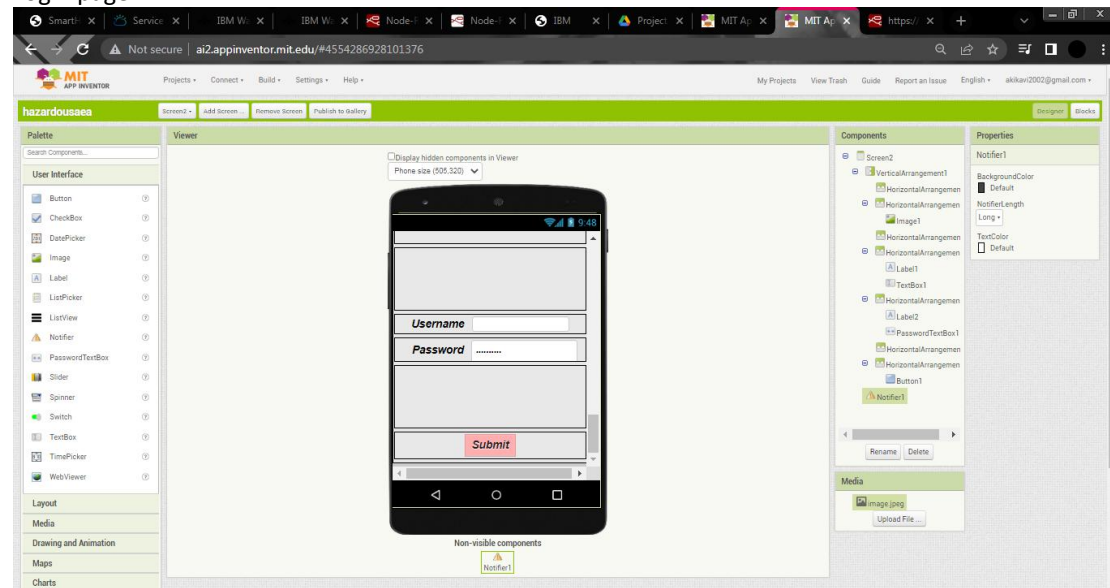 SmartH
Service
IBM Wa
IBM Wa
Node-R
Node-R
IBM
Project
MIT Ap
MIT Ap
https://
Not secure ai2.appinventor.mit.edu/#4554286928101376
MIT
APP INVENTOR
Projects
Connect
Build
Settings
Help
My Projects
View Trash
Guide
Report an Issue
English
akikavi2002@gmail.com
hazardousaea
Screen2
Add Screen ...
Remove Screen
Publish to Gallery
Designer
Blocks
Palette
Search Components...
User Interface
Button
CheckBox
DatePicker
Image
Label
ListPicker
ListView
Notifier
PasswordTextBox
Slider
Spinner
Switch
TextBox
TimePicker
WebViewer
Layout
Media
Drawing and Animation
Maps
Charts
Viewer
Display hidden components in Viewer
Phone size (505,320)
9:48
Username
Password ..........
Submit
Non-visible components
Notifier1
Components
Screen2
VerticalArrangement1
HorizontalArrangemen
HorizontalArrangemen
Image1
HorizontalArrangemen
HorizontalArrangemen
Label1
TextBox1
HorizontalArrangemen
Label2
PasswordTextBox1
HorizontalArrangemen
HorizontalArrangemen
Button1
Notifier1
Rename
Delete
Media
image.jpeg
Upload File ...
Properties
Notifier1
BackgroundColor
Default
NotifierLength
Long
TextColor
Default